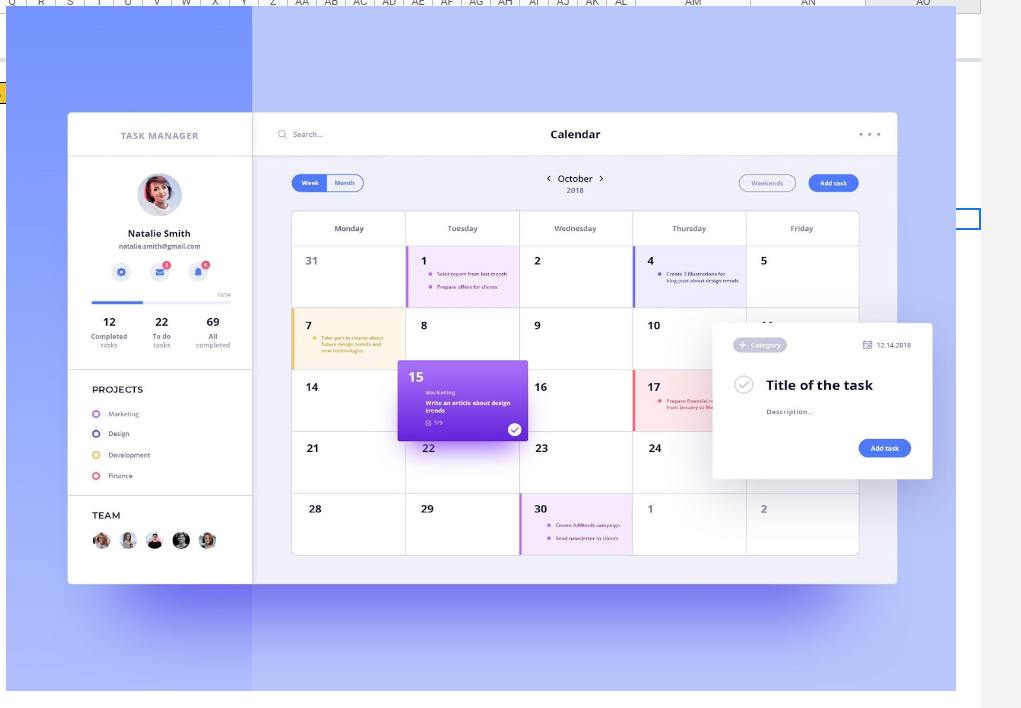 Q R S T U V W X Y Z AA AB AC AD AE AF AG AH AI AJ AK AL AM AN AO
TASK MANAGER
Search...
Calendar
Natalie Smith
natalie.smith@gmail.com
12/34
12 22 69
Completed To do All
tasks tasks completed
PROJECTS
Marketing
Design
Development
Finance
TEAM
Week Month
October
2018
Weekends
Add task
Monday Tuesday Wednesday Thursday Friday
31
1
Sales report from last month
Prepare offers for clients
2
4
Create 3 illustrations for
blog post about design trends
5
7
Take part in course about
future design trends and
new technologies
8
9
10
14
15
Marketing
Write an article about design
trends
7/9
16
17
Prepare financial
from January to
21
22
23
24
28
29
30
Create AdWords campaign
Send newsletter to clients
1
2
+ Category
12.14.2018
Title of the task
Description...
Add task